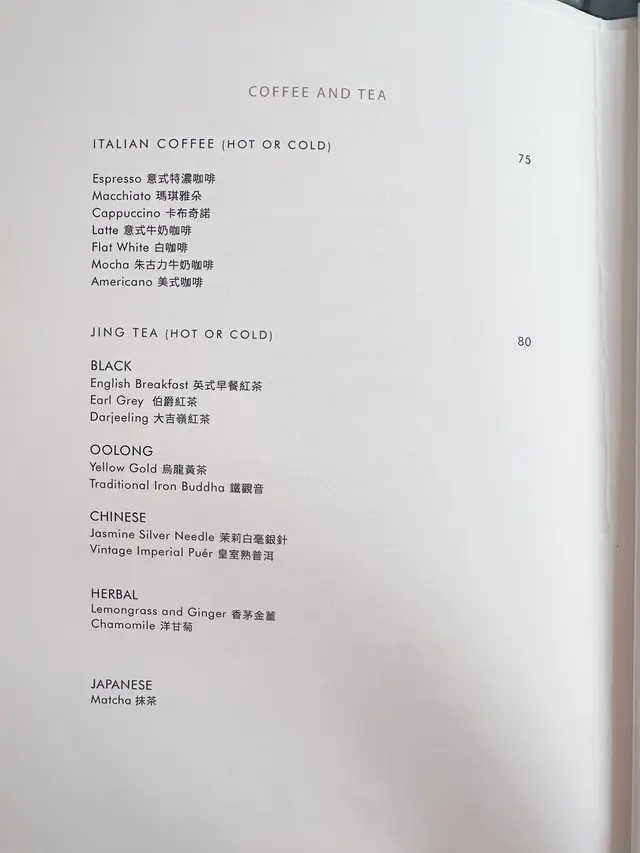 COFFEE AND TEA
ITALIAN COFFEE (HOT OR COLD) 75
Espresso 意式特濃咖啡
Macchiato 瑪琪雅朵
Cappuccino 卡布奇諾
Latte 意式牛奶咖啡
Flat White 白咖啡
Mocha 朱古力牛奶咖啡
Americano 美式咖啡
JING TEA (HOT OR COLD) 80
BLACK
English Breakfast 英式早餐紅茶
Earl Grey 伯爵紅茶
Darjeeling 大吉嶺紅茶
OOLONG
Yellow Gold 烏龍黃茶
Traditional Iron Buddha 鐵觀音
CHINESE
Jasmine Silver Needle 茉莉白毫銀針
Vintage Imperial Puér 皇室熟普洱
HERBAL
Lemongrass and Ginger 香茅金薑
Chamomile 洋甘菊
JAPANESE
Matcha 抹茶